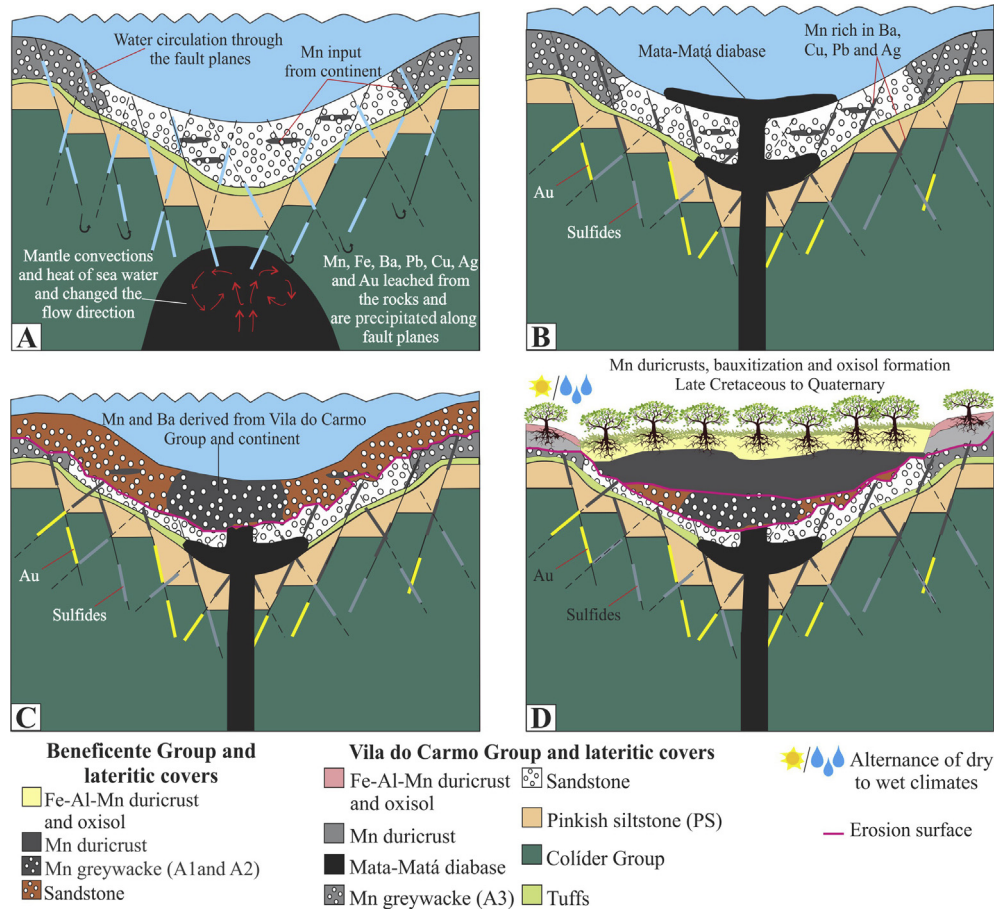 Water circulation through
the fault planes
Mn input
from continent
Mantle convections
and heat of sea water
and changed the
flow direction
Mn, Fe, Ba, Pb, Cu, Ag
and Au leached from
the rocks and
are precipitated along
fault planes
A
Mata-Matá diabase
Mn rich in Ba,
Cu, Pb and Ag
Au
Sulfides
B
Mn and Ba derived from Vila do Carmo
Group and continent
Au
Sulfides
C
Mn duricrusts, bauxitization and oxisol formation
Late Cretaceous to Quaternary
Au
Sulfides
D
Beneficente Group and
lateritic covers
Fe-Al-Mn duricrust
and oxisol
Mn duricrust
Mn greywacke (A1and A2)
Sandstone
Vila do Carmo Group and lateritic covers
Fe-Al-Mn duricrust
and oxisol
Mn duricrust
Mata-Matá diabase
Mn greywacke (A3)
Sandstone
Pinkish siltstone (PS)
Colíder Group
Tuffs
Alternance of dry
to wet climates
Erosion surface